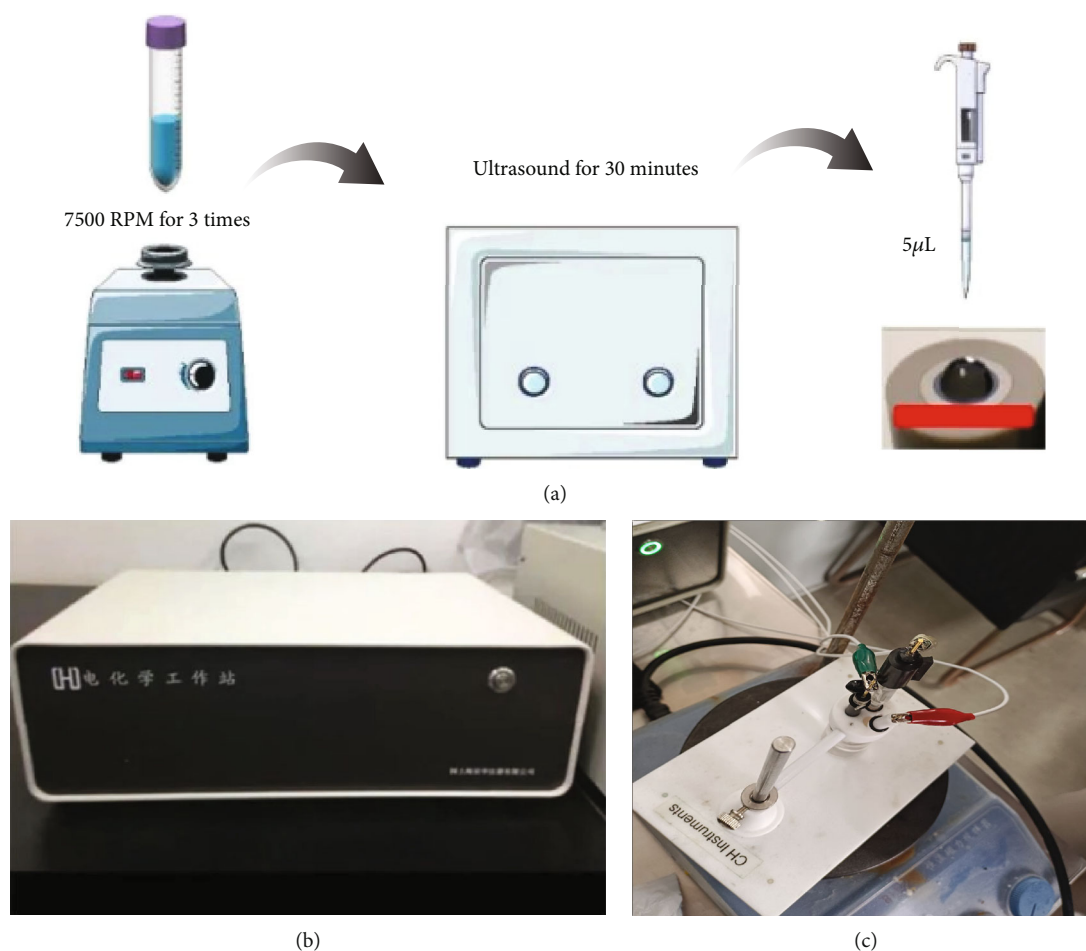 7500 RPM for 3 times
Ultrasound for 30 minutes
5μL
(a)
电化学工作站
(b)
CH Instruments
(c)